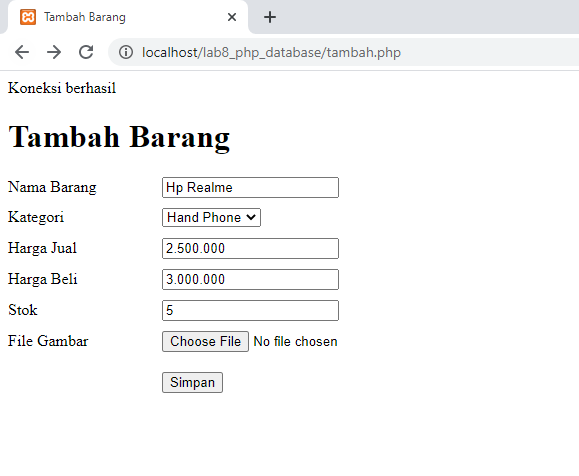 Tambah Barang
localhost/lab8_php_database/tambah.php
Koneksi berhasil
Tambah Barang
Nama Barang Hp Realme
Kategori Hand Phone
Harga Jual 2.500.000
Harga Beli 3.000.000
Stok 5
File Gambar Choose File No file chosen
Simpan